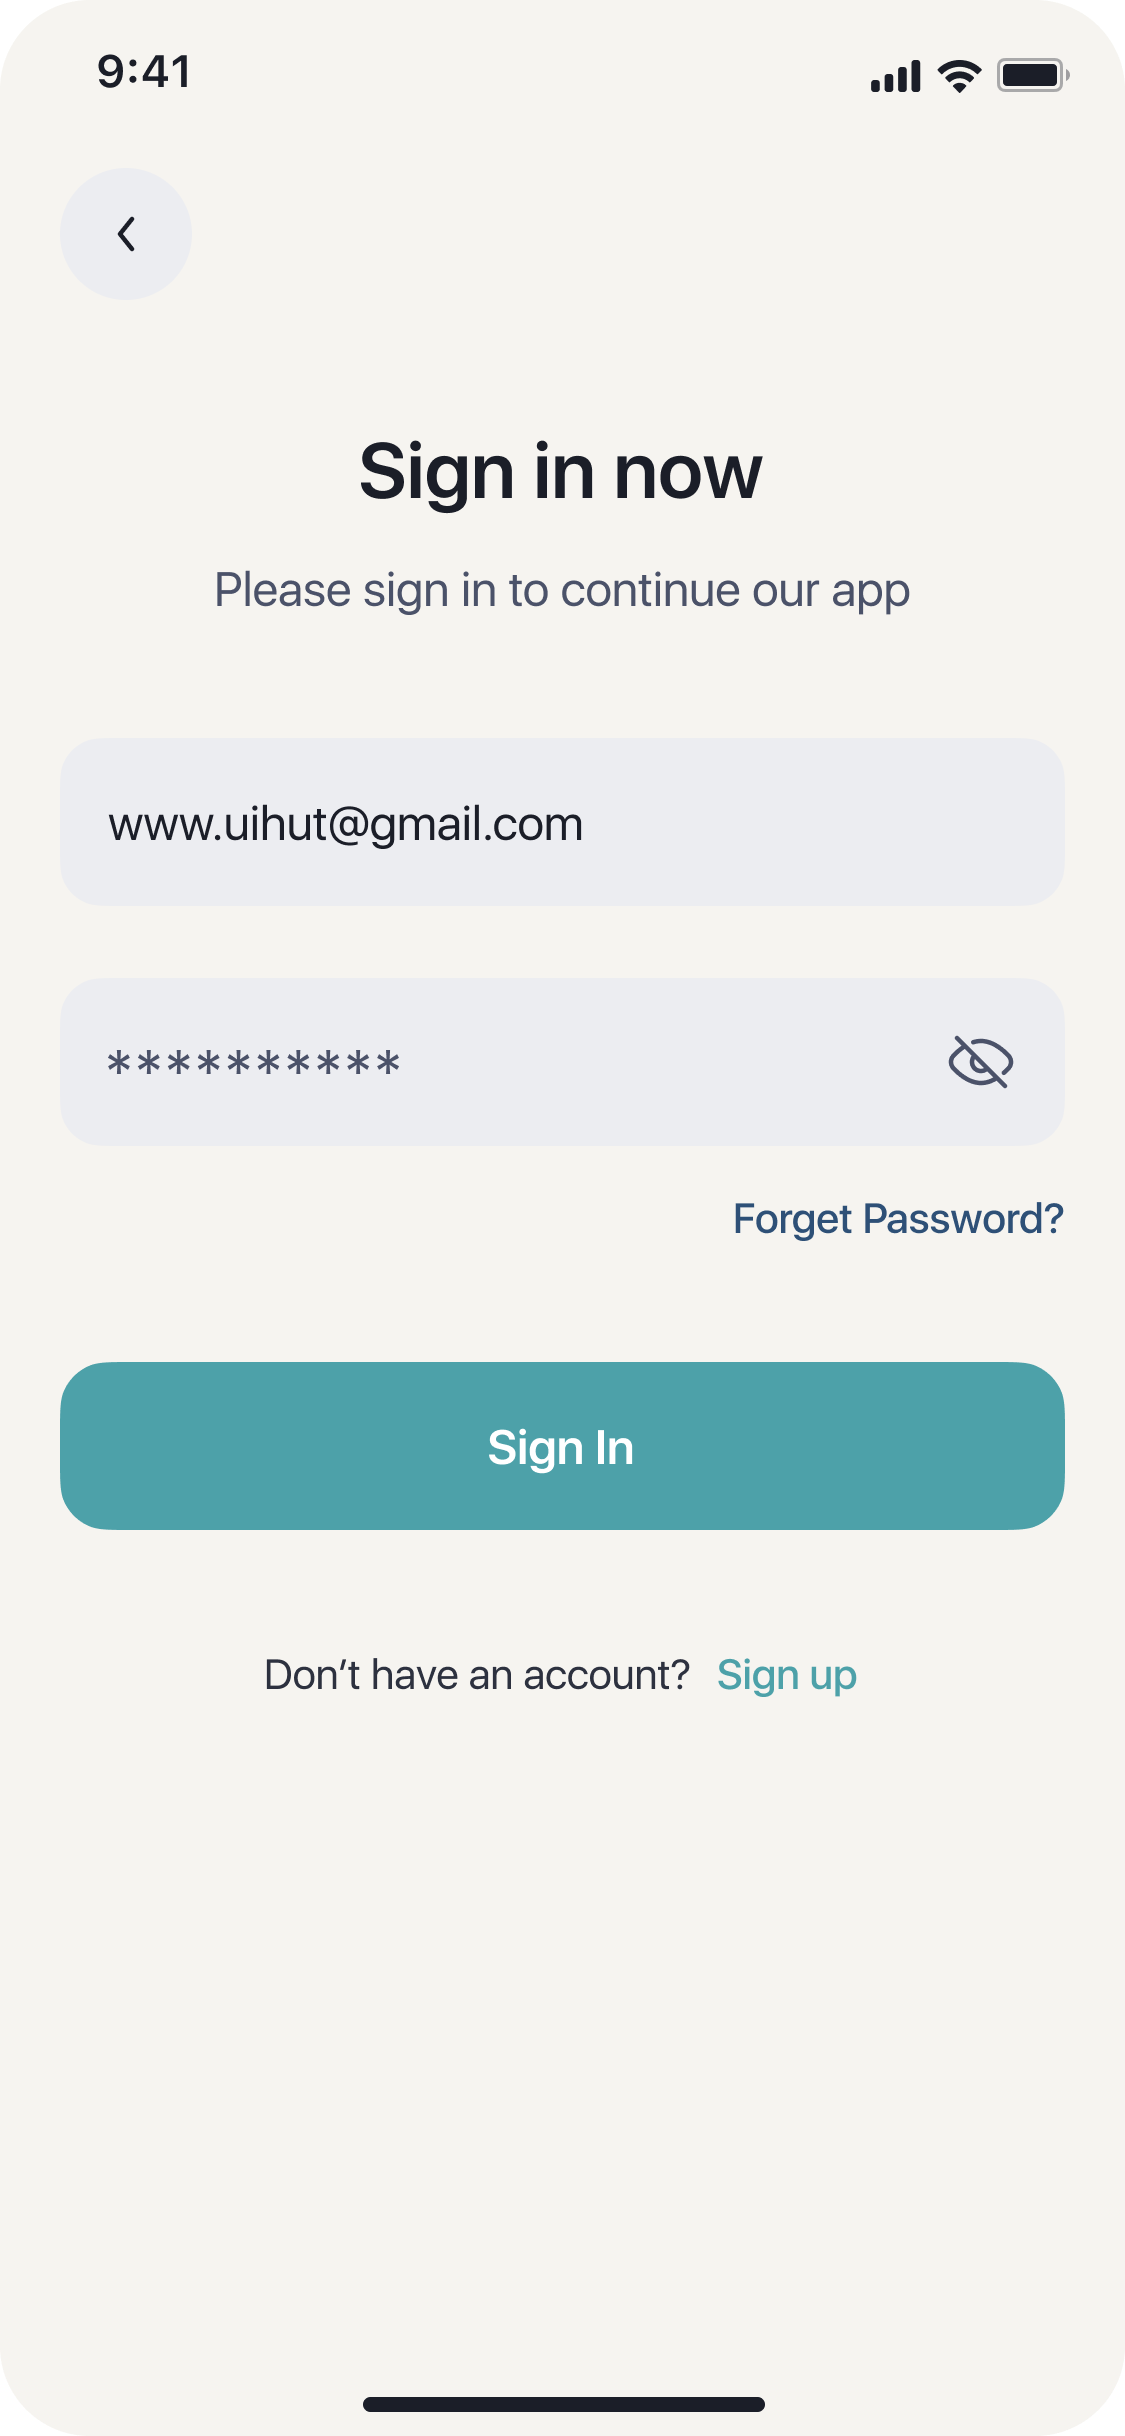 9:41
Sign in now
Please sign in to continue our app
www.uihut@gmail.com
**********
Forget Password?
Sign In
Don’t have an account? Sign up